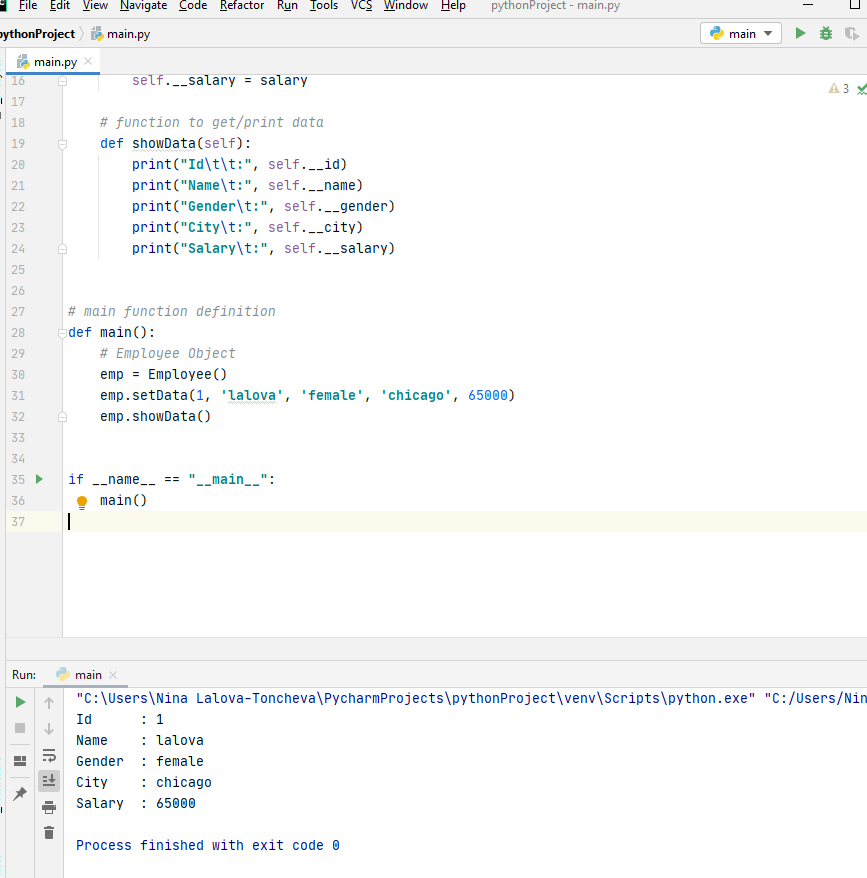 File Edit View Navigate Code Refactor Run Tools VCS Window Help pythonProject - main.py
pythonProject main.py main
main.py
16 self.__salary = salary 3
17
18 # function to get/print data
19 def showData(self):
20 print("Id\t\t:", self.__id)
21 print("Name\t:", self.__name)
22 print("Gender\t:", self.__gender)
23 print("City\t:", self.__city)
24 print("Salary\t:", self.__salary)
25
26
27 # main function definition
28 def main():
29 # Employee Object
30 emp = Employee()
31 emp.setData(1, 'lalova', 'female', 'chicago', 65000)
32 emp.showData()
33
34
35 if __name__ == "__main__":
36 main()
37
Run: main
"C:\Users\Nina Lalova-Toncheva\PycharmProjects\pythonProject\venv\Scripts\python.exe" "C:/Users/Nin
Id : 1
Name : lalova
Gender : female
City : chicago
Salary : 65000
Process finished with exit code 0